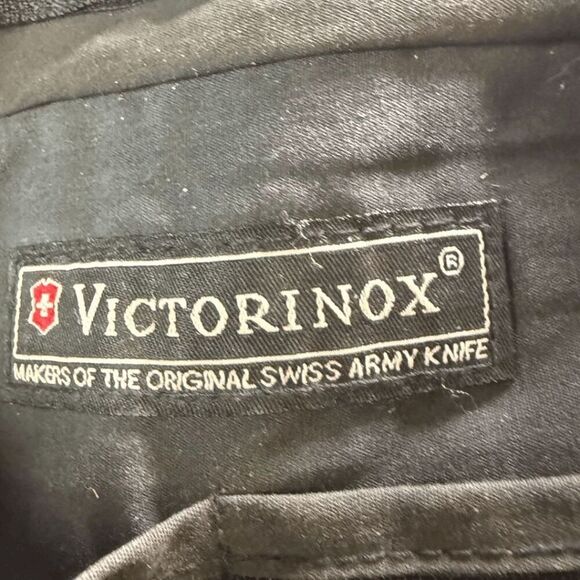 VICTORINOX®
MAKERS OF THE ORIGINAL SWISS ARMY KNIFE